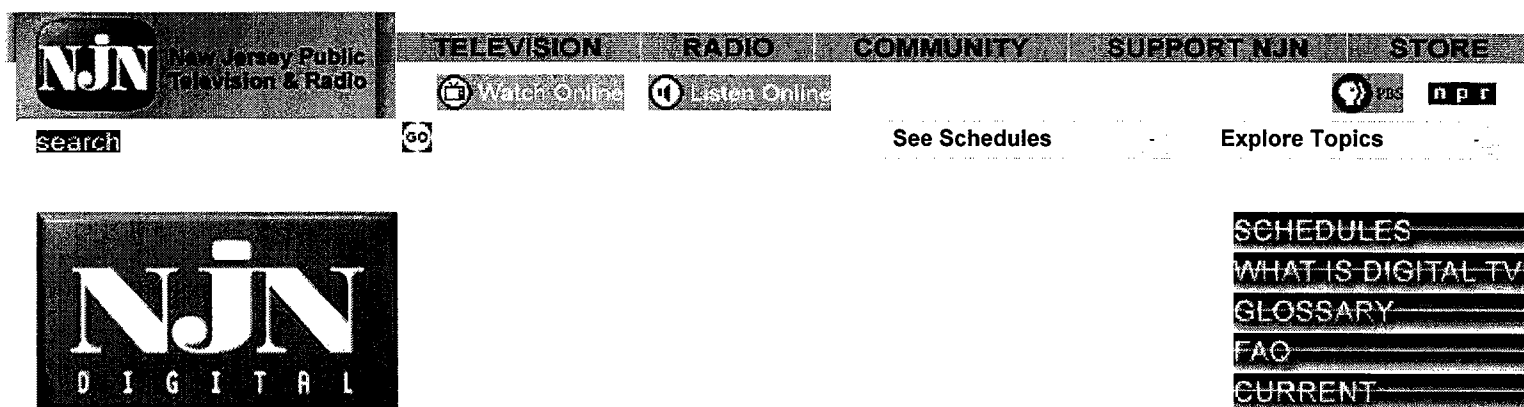 NJN New Jersey Public
Television & Radio
TELEVISION RADIO COMMUNITY SUPPORT NJN STORE
Watch Online Listen Online PBS npr
search GO See Schedules Explore Topics
NJN
DIGITAL
SCHEDULES
WHAT IS DIGITAL TV
GLOSSARY
FAQ
CURRENT